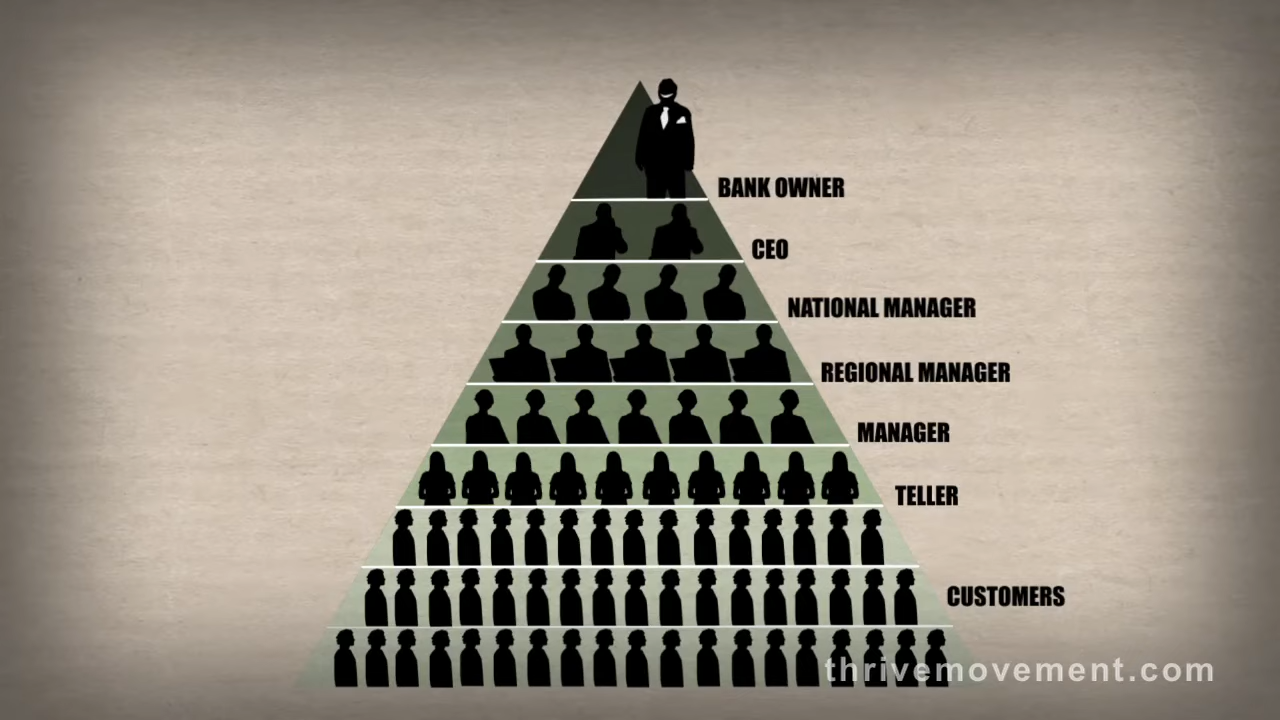 BANK OWNER
CEO
NATIONAL MANAGER
REGIONAL MANAGER
MANAGER
TELLER
CUSTOMERS
thrivemovement.com